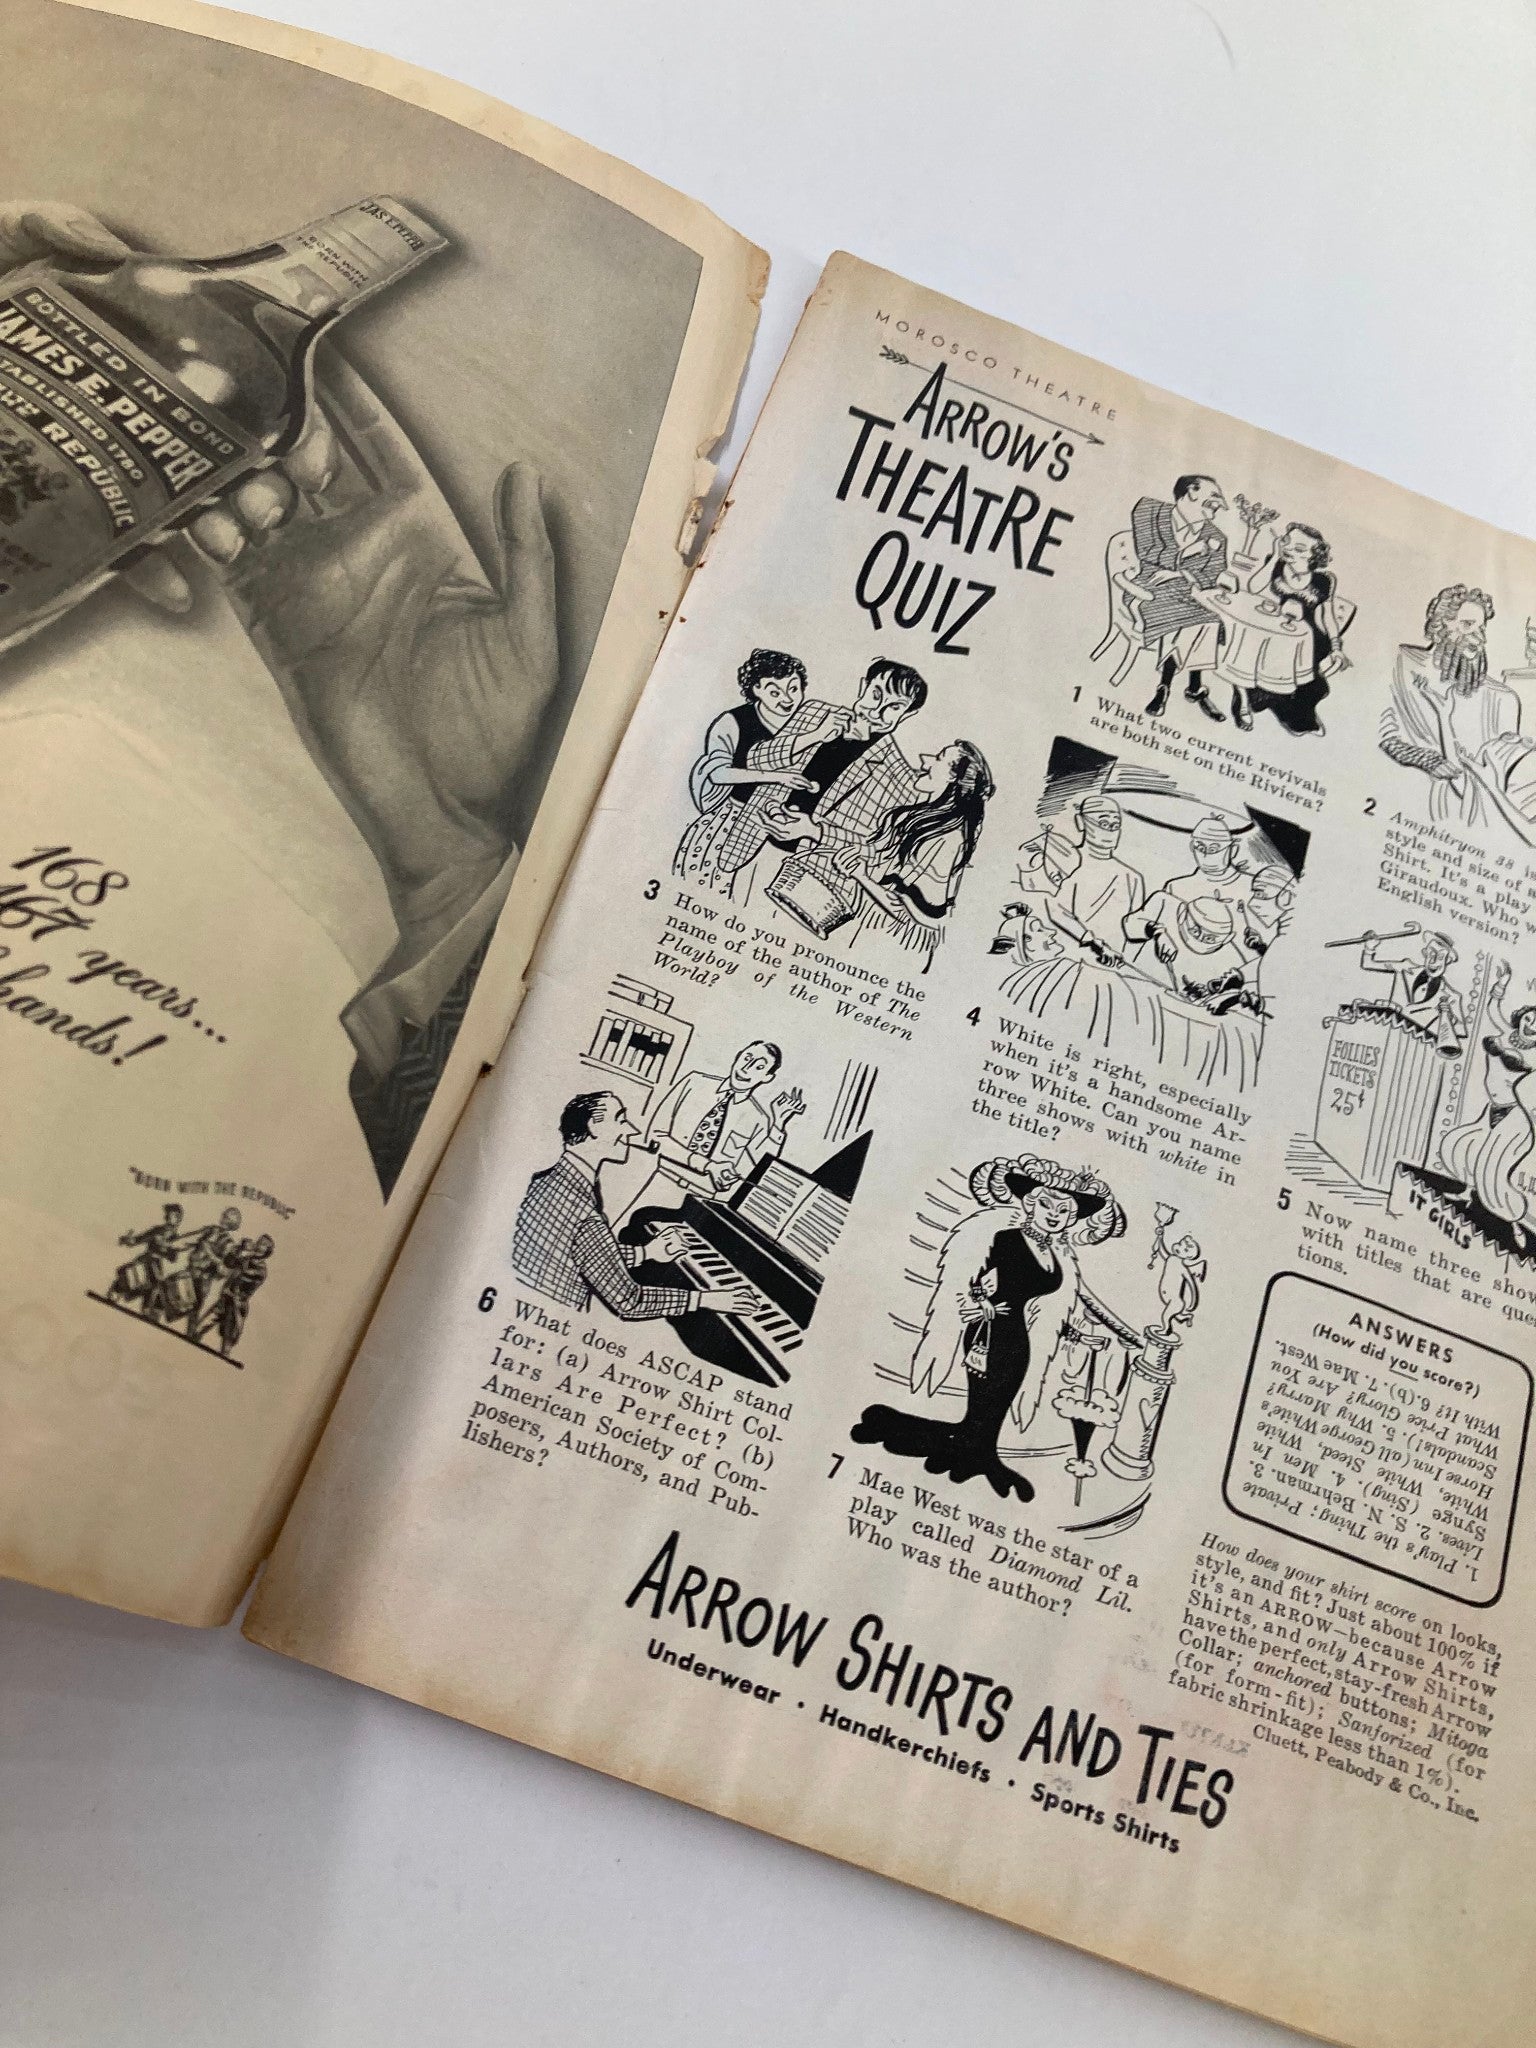 JAS. E. PEPPER
BORN WITH
THE REPUBLIC
BOTTLED IN BOND
JAMES E. PEPPER
ESTABLISHED 1780
REPUBLIC
168
167 years...
hands!
"BORN WITH THE REPUBLIC"
MOROSCO THEATRE
ARROW'S
THEATRE
QUIZ
1 What two current revivals
are both set on the Riviera?
2 Amphitryon 38 is
style and size of
Shirt. It's a play
Giraudoux. Who
English version?
3 How do you pronounce the
name of the author of The
Playboy of the Western
World?
4 White is right, especially
when it's a handsome Ar-
row White. Can you name
three shows with white in
the title?
FOLLIES
TICKETS
25¢
IT GIRLS
5 Now name three
with titles that are
tions.
6 What does ASCAP stand
for: (a) Arrow Shirt Col-
lars Are Perfect? (b)
American Society of Com-
posers, Authors, and Pub-
lishers?
7 Mae West was the star of a
play called Diamond Lil.
Who was the author?
ANSWERS
(How did you score?)
1. Play's the Thing; Private
Lives. 2. S. N. Behrman. 3.
Synge (Sing). 4. Men In
White, White Steed, White
Horse Inn (all George White's
Scandals!). 5. Why Marry?
What Price Glory? Are You
With It? 6. (b). 7. Mae West.
How does your shirt score on looks,
style, and fit? Just about 100% if
it's an ARROW—because Arrow
Shirts, and only Arrow Shirts,
have the perfect, stay-fresh Arrow
Collar; anchored buttons; Mitoga
(for form-fit); Sanforized (for
fabric shrinkage less than 1%).
Cluett, Peabody & Co., Inc.
ARROW SHIRTS AND TIES
Underwear · Handkerchiefs · Sports Shirts